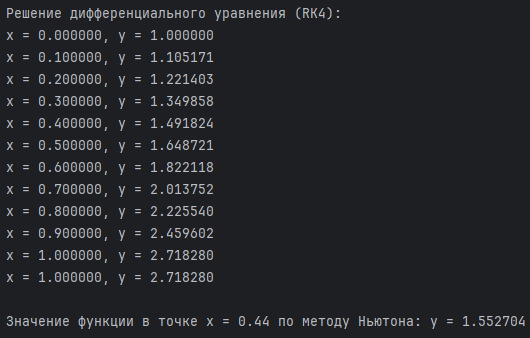 Решение дифференциального уравнения (RK4):
x = 0.000000, y = 1.000000
x = 0.100000, y = 1.105171
x = 0.200000, y = 1.221403
x = 0.300000, y = 1.349858
x = 0.400000, y = 1.491824
x = 0.500000, y = 1.648721
x = 0.600000, y = 1.822118
x = 0.700000, y = 2.013752
x = 0.800000, y = 2.225540
x = 0.900000, y = 2.459602
x = 1.000000, y = 2.718280
x = 1.000000, y = 2.718280
Значение функции в точке x = 0.44 по методу Ньютона: y = 1.552704